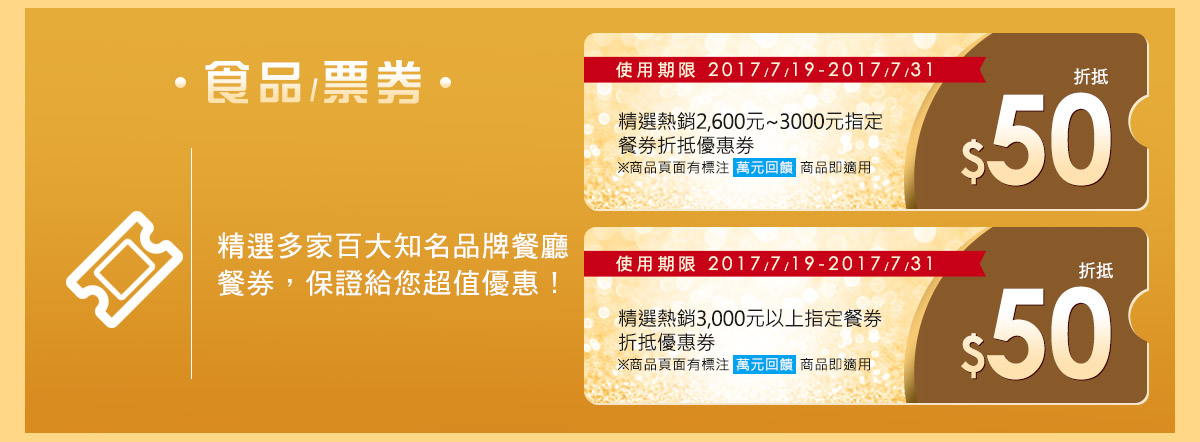 • 食品/票券 •
精選多家百大知名品牌餐廳
餐券，保證給您超值優惠！
使用期限 2017/7/19-2017/7/31
精選熱銷2,600元~3000元指定
餐券折抵優惠券
※商品頁面有標注 萬元回饋 商品即適用
折抵
$50
使用期限 2017/7/19-2017/7/31
精選熱銷3,000元以上指定餐券
折抵優惠券
※商品頁面有標注 萬元回饋 商品即適用
折抵
$50